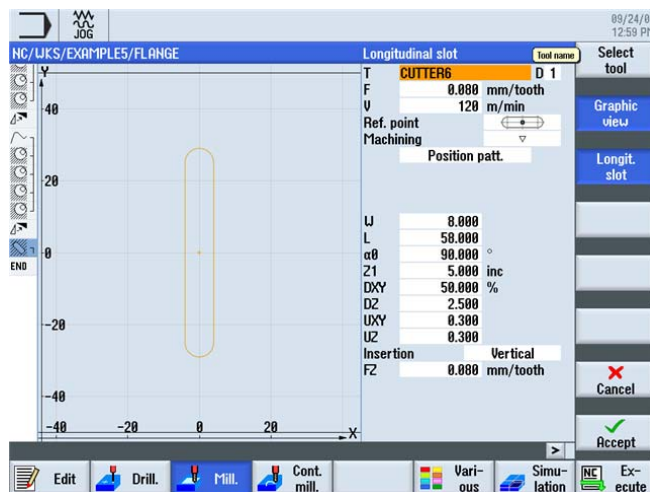 JOG
09/24/0
12:59 PM
NC/WKS/EXAMPLE5/FLANGE
Longitudinal slot
Tool name
Select tool
T CUTTER6 D 1
F 0.080 mm/tooth
V 120 m/min
Ref. point
Machining ▽
Position patt.
W 8.000
L 58.000
α0 90.000 °
Z1 5.000 inc
DXY 50.000 %
DZ 2.500
UXY 0.300
UZ 0.300
Insertion Vertical
FZ 0.080 mm/tooth
Graphic view
Longit. slot
Cancel
Accept
END
Y
40
20
0
-20
-40
-40 -20 0 20 X
>
Edit
Drill.
Mill.
Cont. mill.
Vari-ous
Simu-lation
NC Ex-ecute